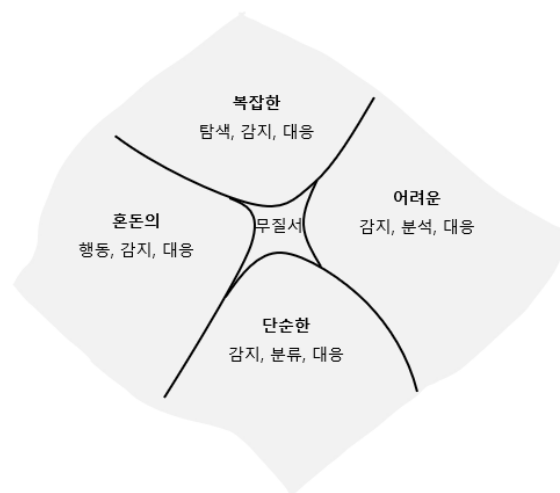 복잡한
탐색, 감지, 대응
어려운
감지, 분석, 대응
혼돈의
행동, 감지, 대응
무질서
단순한
감지, 분류, 대응